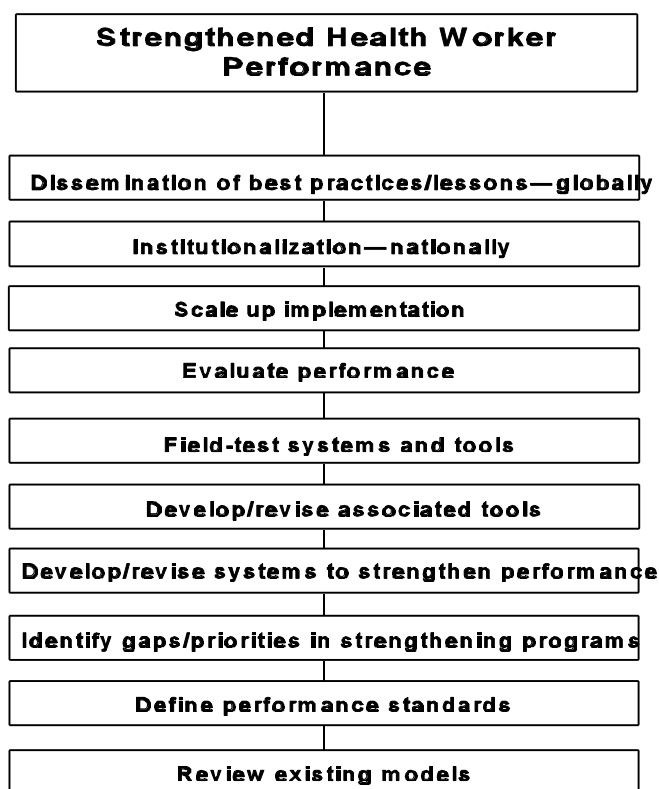 Strengthened Health Worker
Performance
Dissemination of best practices/lessons—globally
Institutionalization—nationally
Scale up implementation
Evaluate performance
Field-test systems and tools
Develop/revise associated tools
Develop/revise systems to strengthen performance
Identify gaps/priorities in strengthening programs
Define performance standards
Review existing models